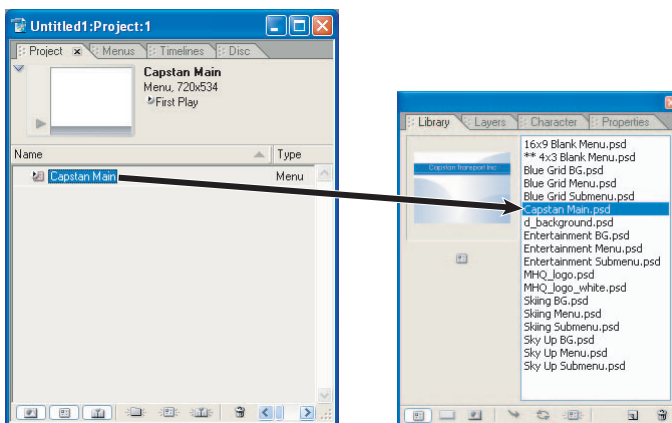 Untitled1:Project:1
Project Menus Timelines Disc
Capstan Main
Menu, 720x534
First Play
Name Type
Capstan Main Menu
Library Layers Character Properties
Capstan Transport Inc
16x9 Blank Menu.psd
** 4x3 Blank Menu.psd
Blue Grid BG.psd
Blue Grid Menu.psd
Blue Grid Submenu.psd
Capstan Main.psd
d_background.psd
Entertainment BG.psd
Entertainment Menu.psd
Entertainment Submenu.psd
MHQ_logo.psd
MHQ_logo_white.psd
Skiing BG.psd
Skiing Menu.psd
Skiing Submenu.psd
Sky Up BG.psd
Sky Up Menu.psd
Sky Up Submenu.psd